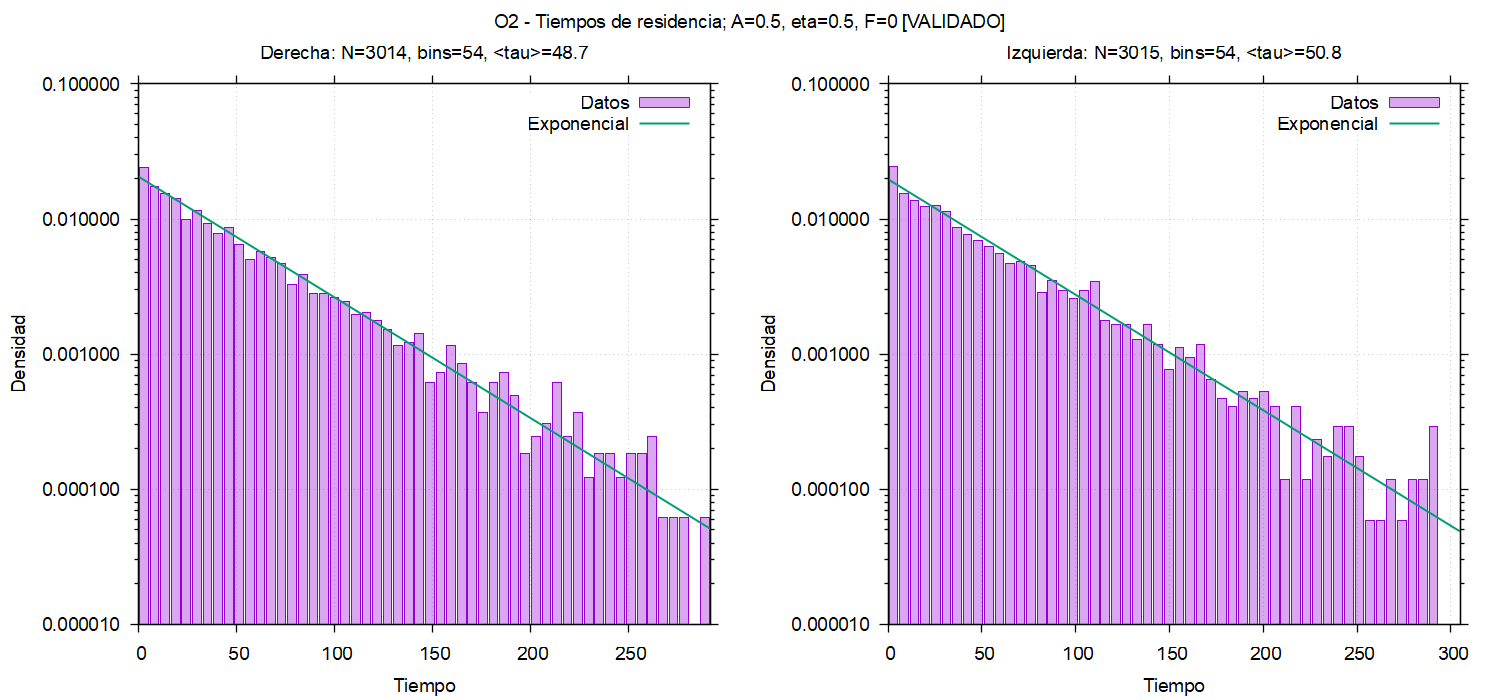 O2 - Tiempos de residencia; A=0.5, eta=0.5, F=0 [VALIDADO]
Derecha: N=3014, bins=54, <tau>=48.7
0.100000
0.010000
0.001000
0.000100
0.000010
Densidad
Datos
Exponencial
0 50 100 150 200 250
Tiempo
Izquierda: N=3015, bins=54, <tau>=50.8
0.100000
0.010000
0.001000
0.000100
0.000010
Densidad
Datos
Exponencial
0 50 100 150 200 250 300
Tiempo